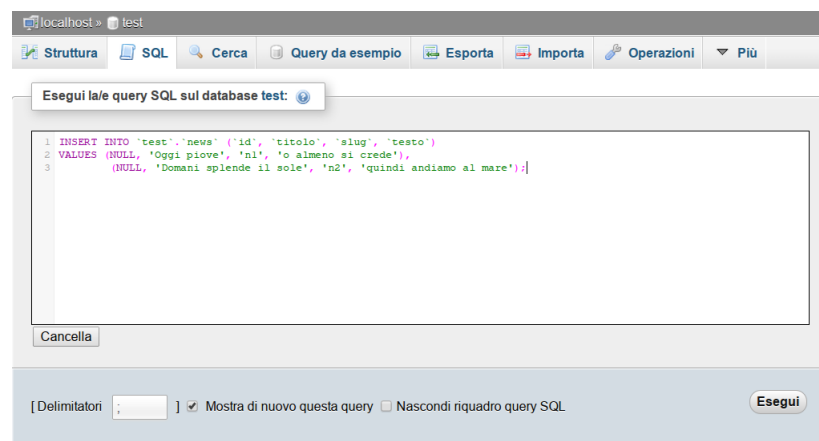 localhost » test
Struttura SQL Cerca Query da esempio Esporta Importa Operazioni Più
Esegui la/e query SQL sul database test:
1 INSERT INTO `test`.`news` (`id`, `titolo`, `slug`, `testo`)
2 VALUES (NULL, 'Oggi piove', 'n1', 'o almeno si crede'),
3 (NULL, 'Domani splende il sole', 'n2', 'quindi andiamo al mare');
Cancella
[ Delimitatori ; ] Mostra di nuovo questa query Nascondi riquadro query SQL Esegui